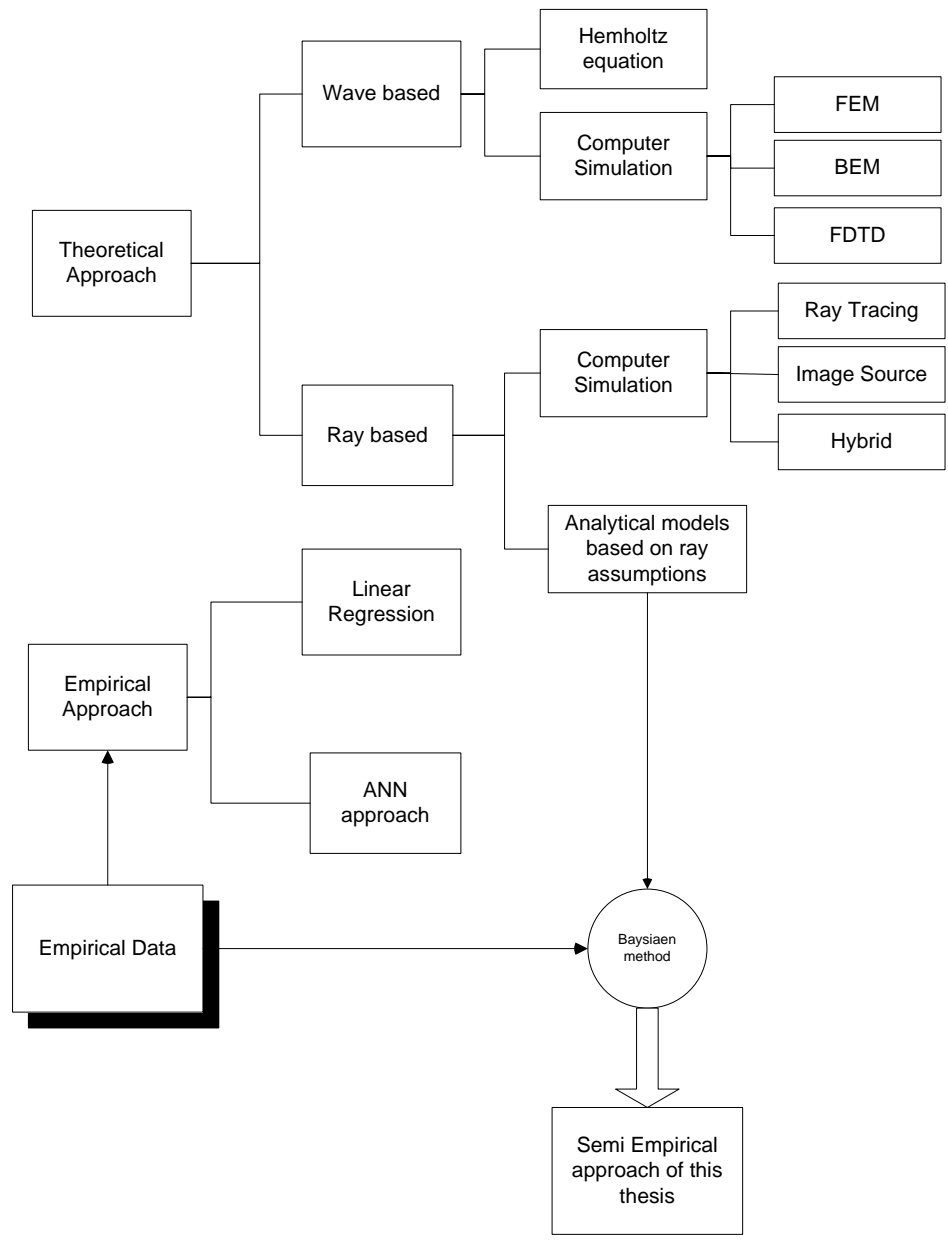 Hemholtz
equation
Wave based
FEM
Computer
Simulation
BEM
FDTD
Theoretical
Approach
Ray Tracing
Computer
Simulation
Image Source
Ray based
Hybrid
Analytical models
based on ray
assumptions
Linear
Regression
Empirical
Approach
ANN
approach
Empirical Data
Baysiaen
method
Semi Empirical
approach of this
thesis